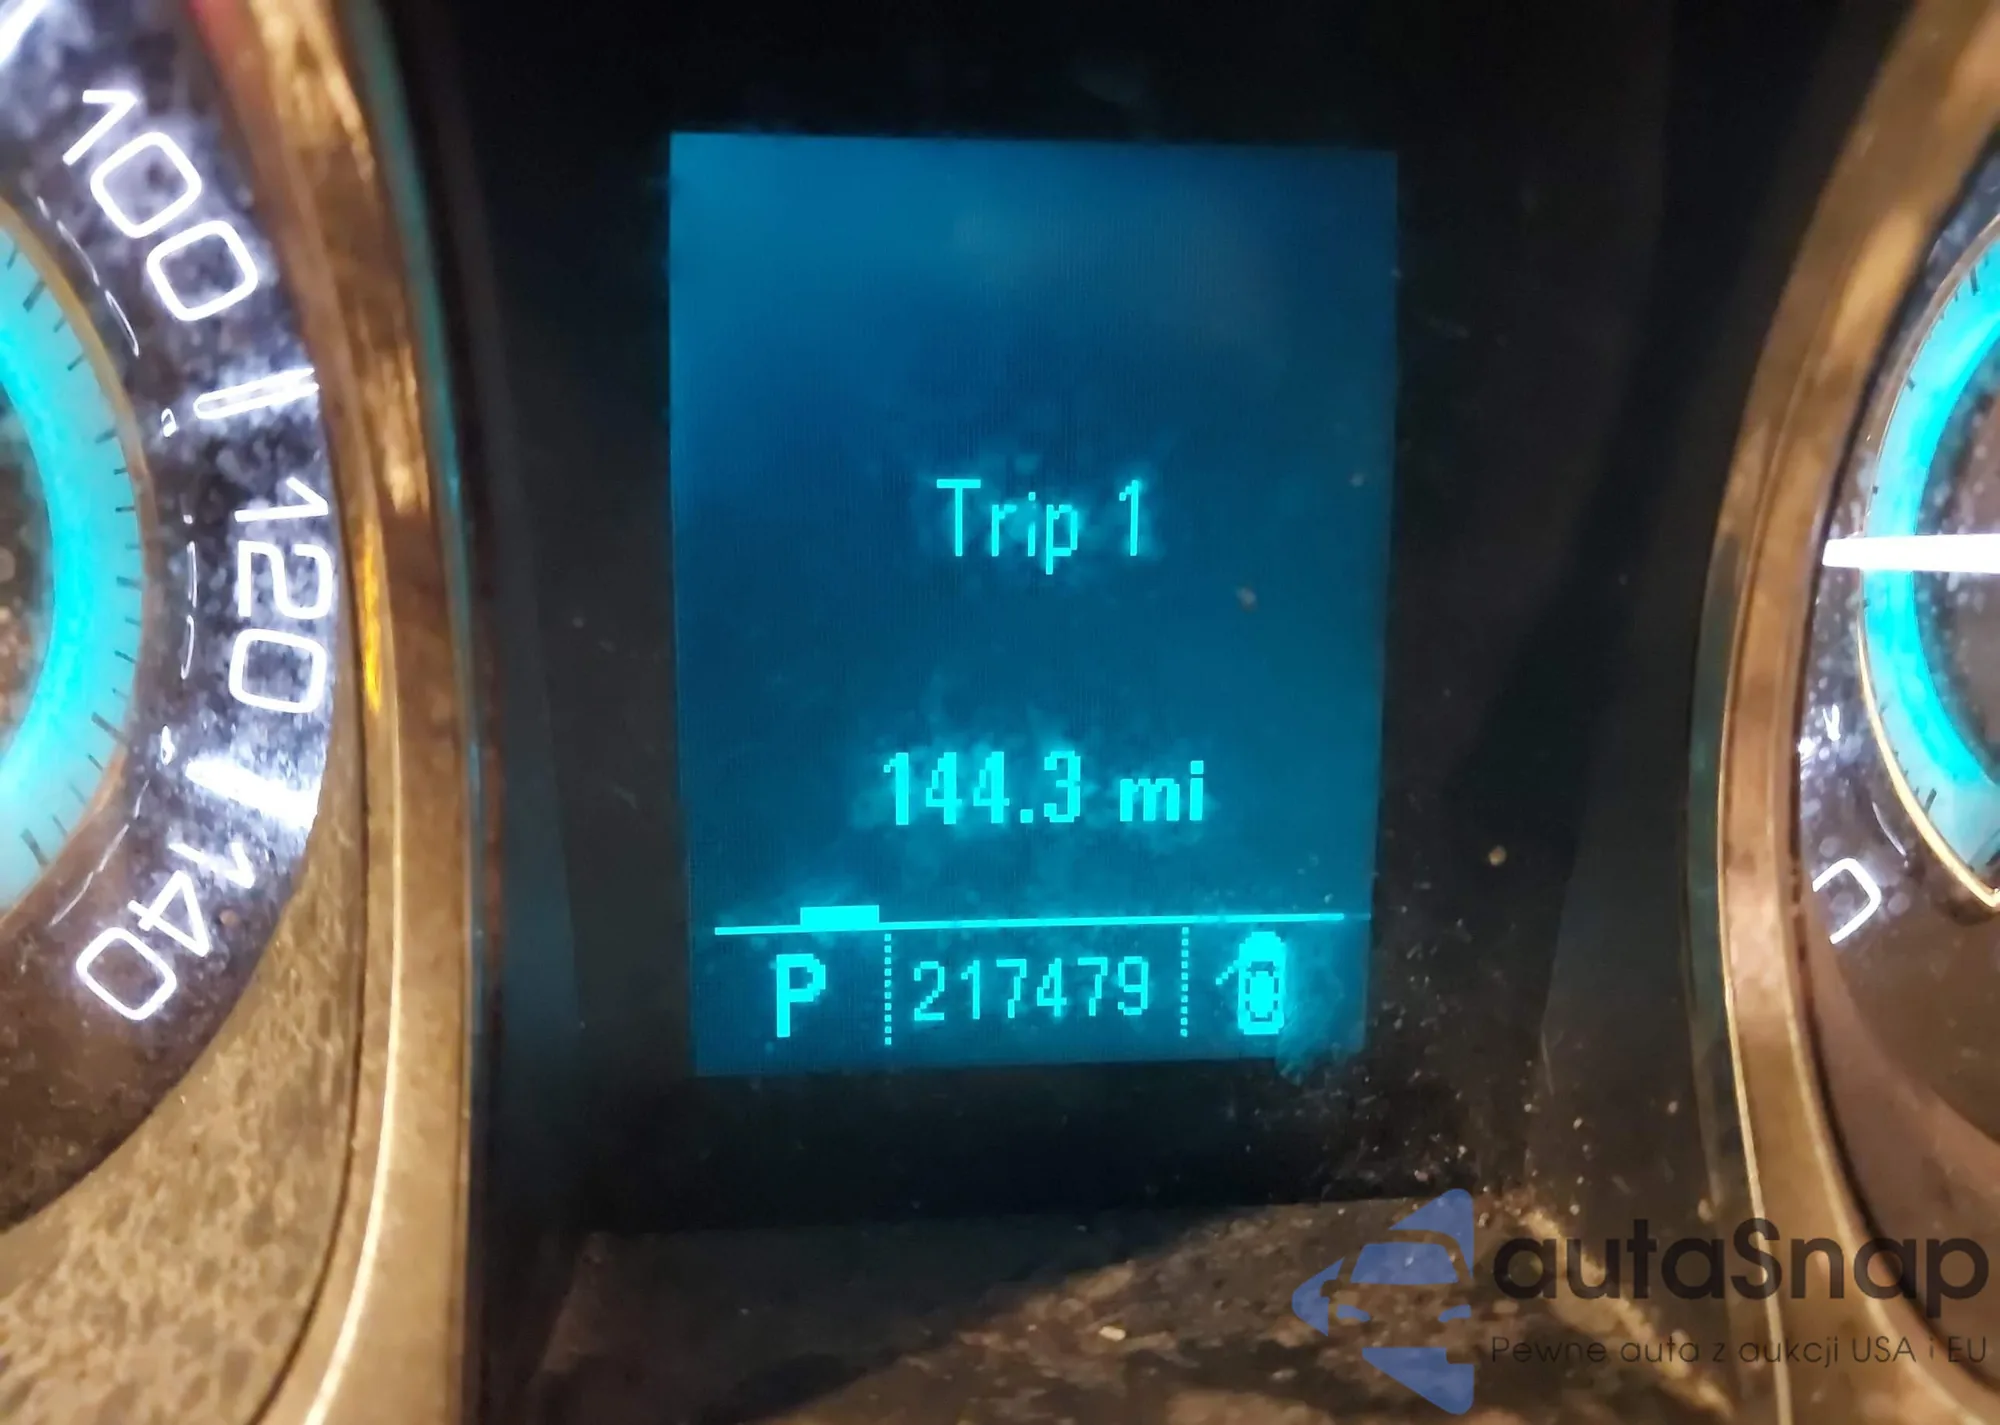 100
120
140
Trip 1
144.3 mi
P 217479
C
autaSnap
Pewne auta z aukcji USA i EU